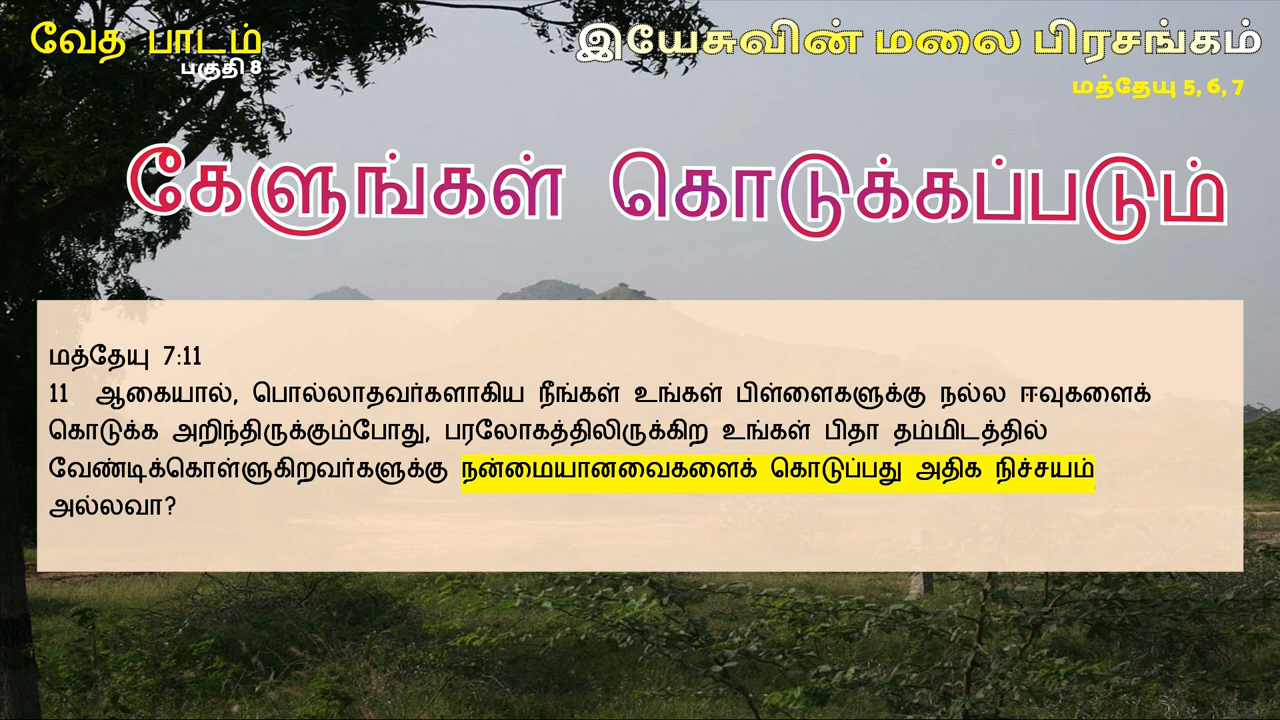 வேத பாடம்
பகுதி 8
இயேசுவின் மலை பிரசங்கம்
மத்தேயு 5, 6, 7
கேளுங்கள் கொடுக்கப்படும்
மத்தேயு 7:11
11 ஆகையால், பொல்லாதவர்களாகிய நீங்கள் உங்கள் பிள்ளைகளுக்கு நல்ல ஈவுகளைக்
கொடுக்க அறிந்திருக்கும்போது, பரலோகத்திலிருக்கிற உங்கள் பிதா தம்மிடத்தில்
வேண்டிக்கொள்ளுகிறவர்களுக்கு நன்மையானவைகளைக் கொடுப்பது அதிக நிச்சயம்
அல்லவா?